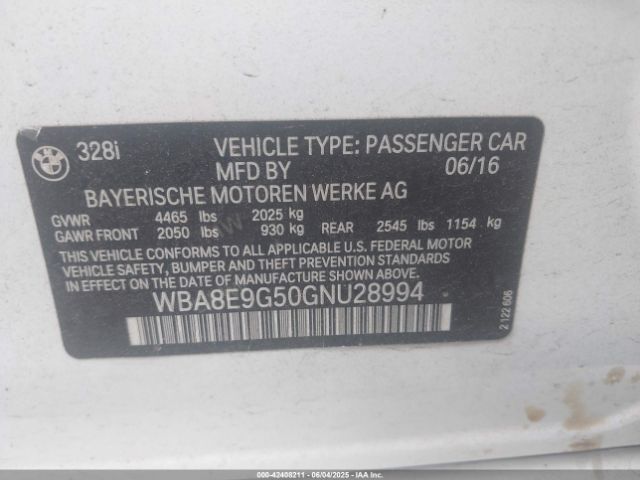 BMW
328i VEHICLE TYPE: PASSENGER CAR
MFD BY 06/16
BAYERISCHE MOTOREN WERKE AG
GVWR 4465 lbs 2025 kg
GAWR FRONT 2050 lbs 930 kg REAR 2545 lbs 1154 kg
THIS VEHICLE CONFORMS TO ALL APPLICABLE U.S. FEDERAL MOTOR
VEHICLE SAFETY, BUMPER AND THEFT PREVENTION STANDARDS IN
EFFECT ON THE DATE OF MANUFACTURE SHOWN ABOVE.
WBA8E9G50GNU28994
2 122 606
000-42408211 - 06/04/2025 - IAA Inc.